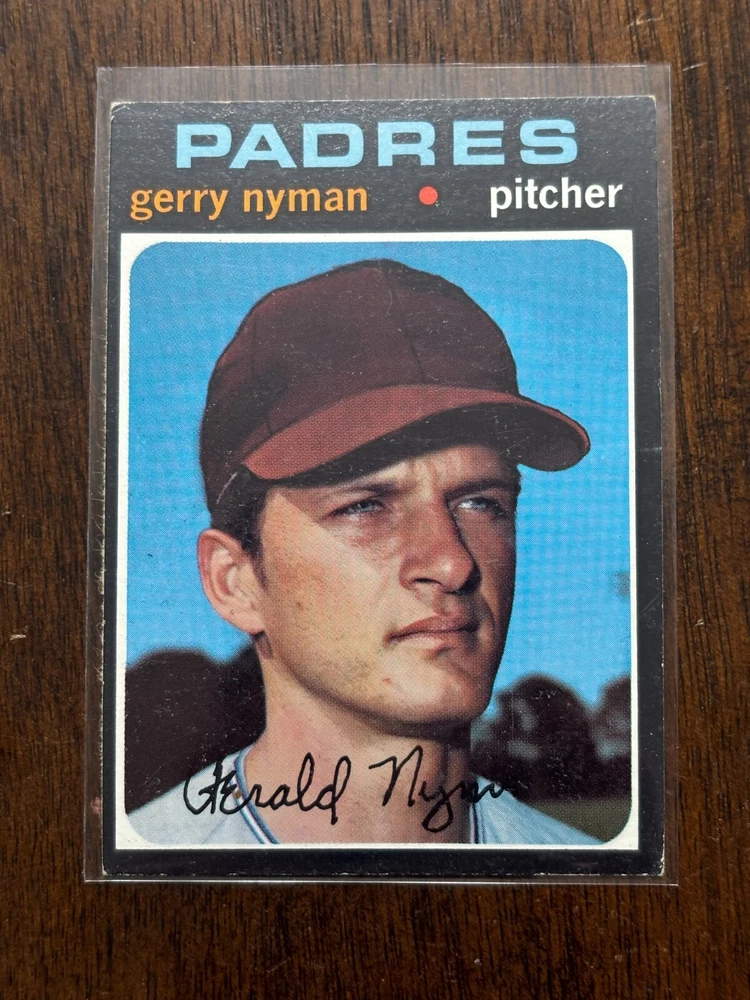 PADRES
gerry nyman • pitcher
Gerald Nyman